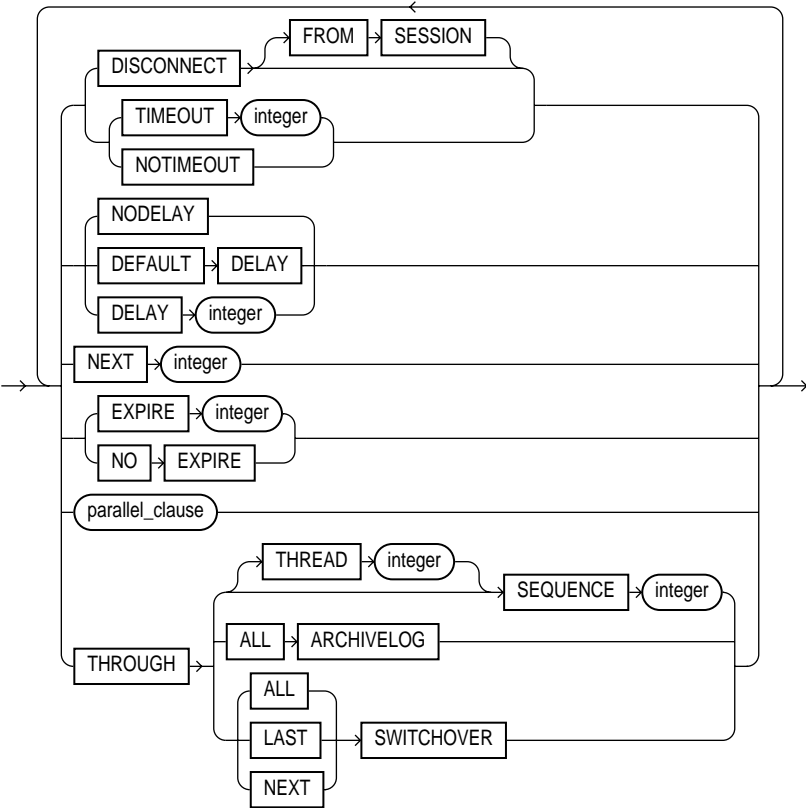 FROM SESSION
DISCONNECT
TIMEOUT integer
NOTIMEOUT
NODELAY
DEFAULT DELAY
DELAY integer
NEXT integer
EXPIRE integer
NO EXPIRE
parallel_clause
THREAD integer
SEQUENCE integer
ALL ARCHIVELOG
THROUGH
ALL
LAST SWITCHOVER
NEXT